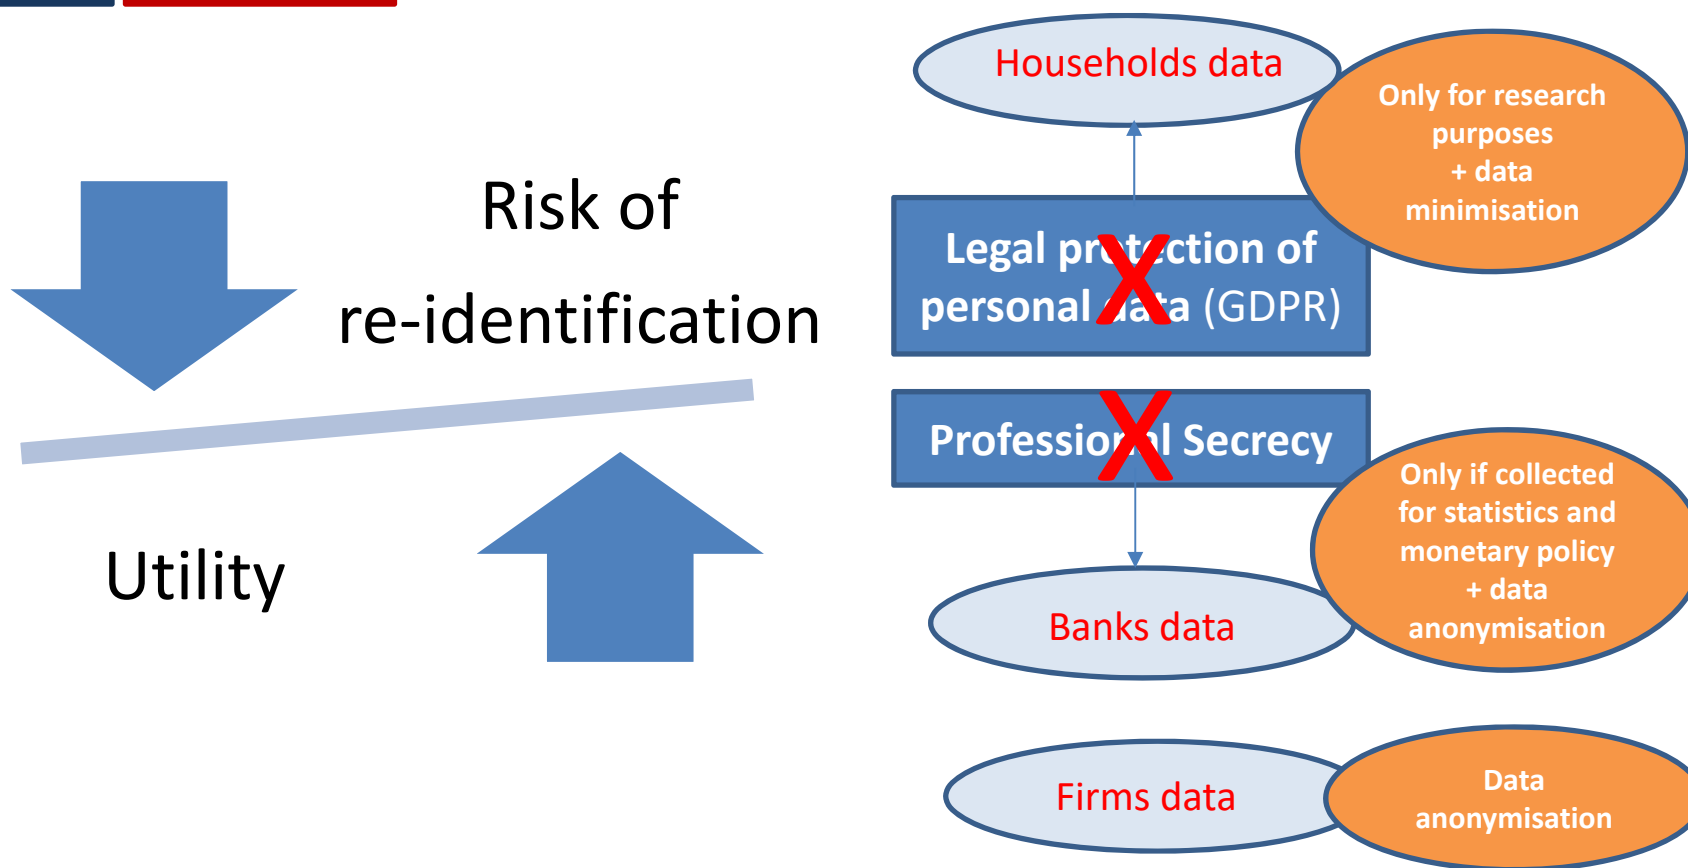 Risk of
re-identification
Utility
Households data
Only for research
purposes
+ data
minimisation
Legal protection of
personal data (GDPR)
X
Professional Secrecy
X
Only if collected
for statistics and
monetary policy
+ data
anonymisation
Banks data
Firms data
Data
anonymisation